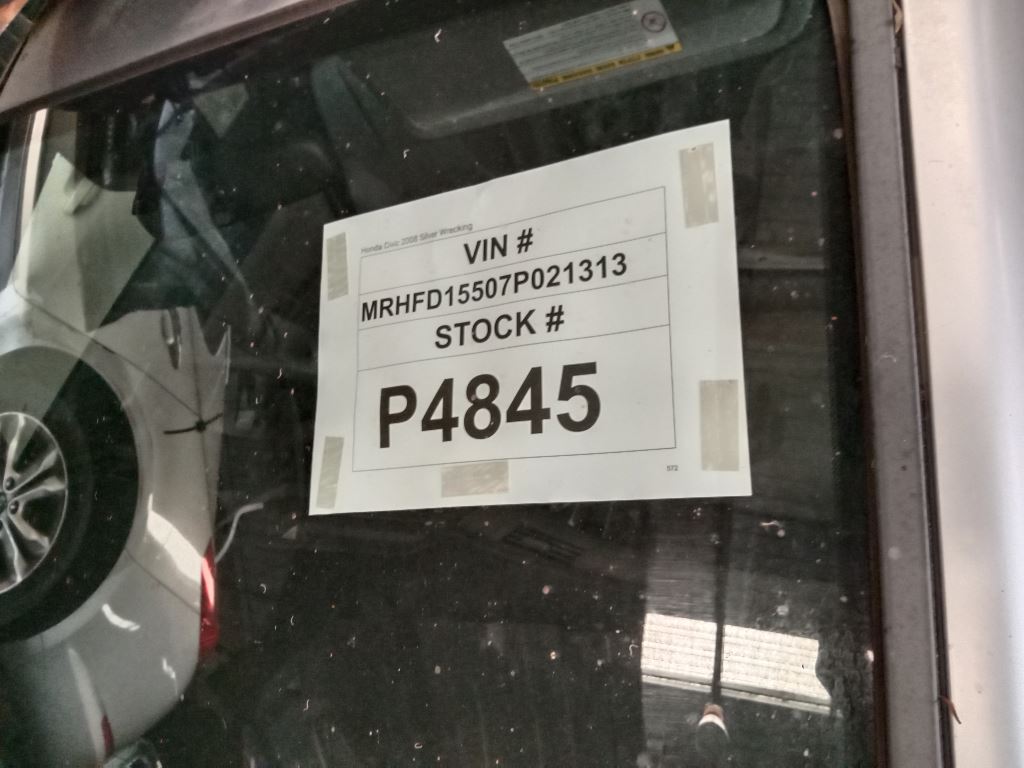 Honda Civic 2008 Silver Wrecking
VIN #
MRHFD15507P021313
STOCK #
P4845
572